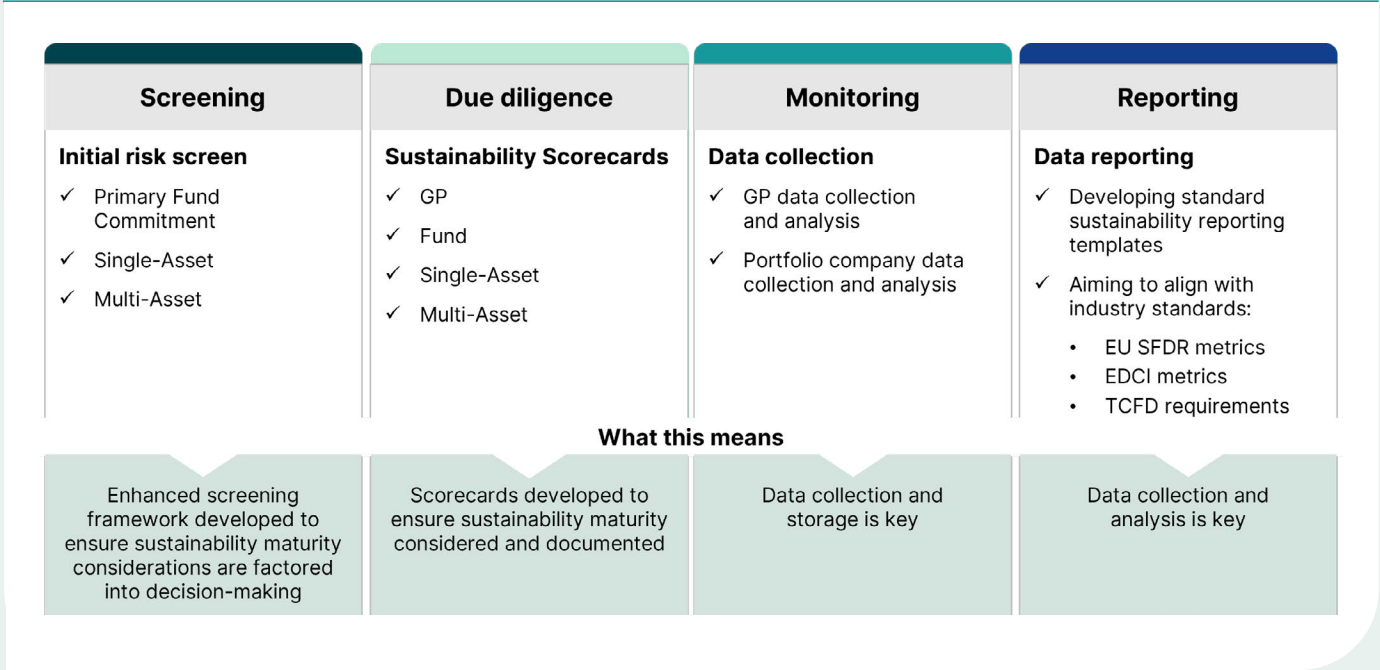 Screening
Initial risk screen
✓ Primary Fund
Commitment
✓ Single-Asset
✓ Multi-Asset
Due diligence
Sustainability Scorecards
✓ GP
✓ Fund
✓ Single-Asset
✓ Multi-Asset
Monitoring
Data collection
✓ GP data collection
and analysis
✓ Portfolio company data
collection and analysis
Reporting
Data reporting
✓ Developing standard
sustainability reporting
templates
✓ Aiming to align with
industry standards:
• EU SFDR metrics
• EDCI metrics
• TCFD requirements
What this means
Enhanced screening
framework developed to
ensure sustainability maturity
considerations are factored
into decision-making
Scorecards developed to
ensure sustainability maturity
considered and documented
Data collection and
storage is key
Data collection and
analysis is key